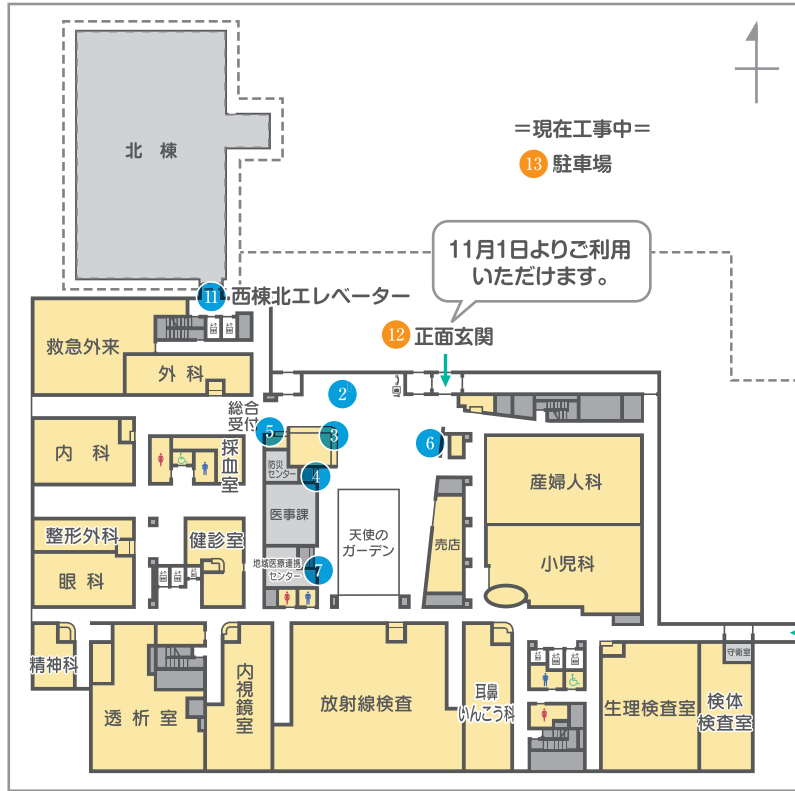 北棟
=現在工事中=
13 駐車場
11月1日よりご利用
いただけます。
11 西棟北エレベーター
12 正面玄関
救急外来
外科
2
総合
受付
5
3
6
内科
採血室
防災
センター
4
産婦人科
医事課
天使の
ガーデン
売店
整形外科
健診室
小児科
眼科
地域医療連携
センター
7
精神科
守衛室
透析室
内視鏡室
放射線検査
耳鼻
いんこう科
生理検査室
検体
検査室